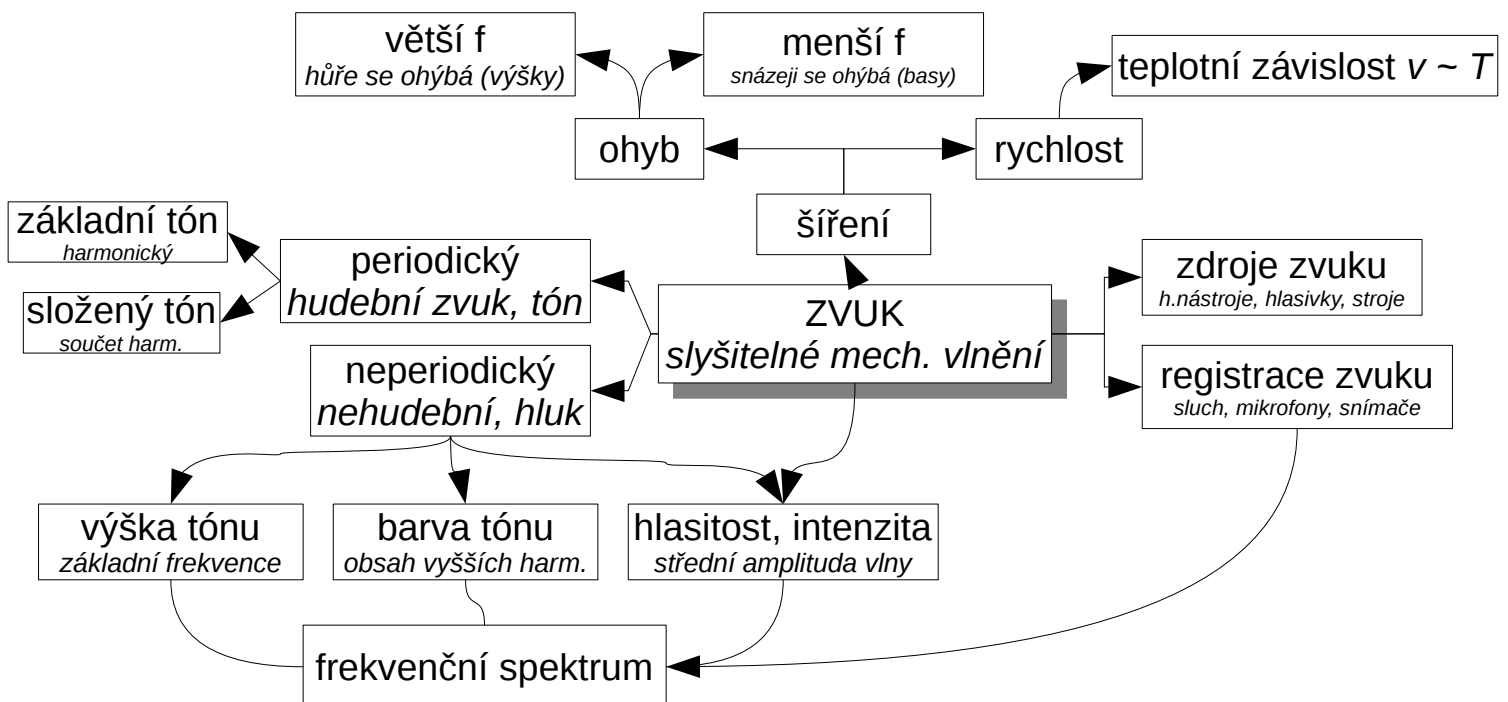 větší f
hůře se ohýbá (výšky)
menší f
snázeji se ohýbá (basy)
teplotní závislost v ~ T
ohyb
rychlost
šíření
základní tón
harmonický
složený tón
součet harm.
periodický
hudební zvuk, tón
neperiodický
nehudební, hluk
ZVUK
slyšitelné mech. vlnění
zdroje zvuku
h.nástroje, hlasivky, stroje
registrace zvuku
sluch, mikrofony, snímače
výška tónu
základní frekvence
barva tónu
obsah vyšších harm.
hlasitost, intenzita
střední amplituda vlny
frekvenční spektrum